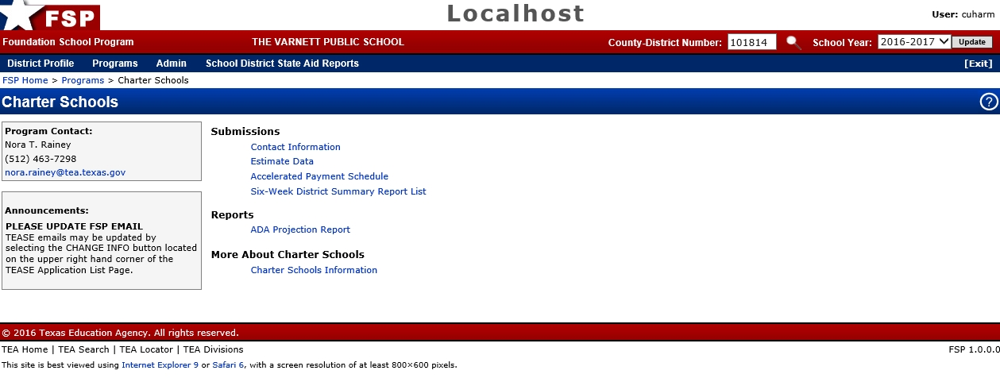 FSP
Localhost
User: cuharm
Foundation School Program
THE VARNETT PUBLIC SCHOOL
County-District Number: 101814
School Year: 2016-2017 Update
District Profile Programs Admin School District State Aid Reports [Exit]
FSP Home > Programs > Charter Schools
Charter Schools
?
Program Contact:
Nora T. Rainey
(512) 463-7298
nora.rainey@tea.texas.gov
Announcements:
PLEASE UPDATE FSP EMAIL
TEASE emails may be updated by
selecting the CHANGE INFO button located
on the upper right hand corner of the
TEASE Application List Page.
Submissions
Contact Information
Estimate Data
Accelerated Payment Schedule
Six-Week District Summary Report List
Reports
ADA Projection Report
More About Charter Schools
Charter Schools Information
© 2016 Texas Education Agency. All rights reserved.
TEA Home | TEA Search | TEA Locator | TEA Divisions
FSP 1.0.0.0
This site is best viewed using Internet Explorer 9 or Safari 6, with a screen resolution of at least 800×600 pixels.